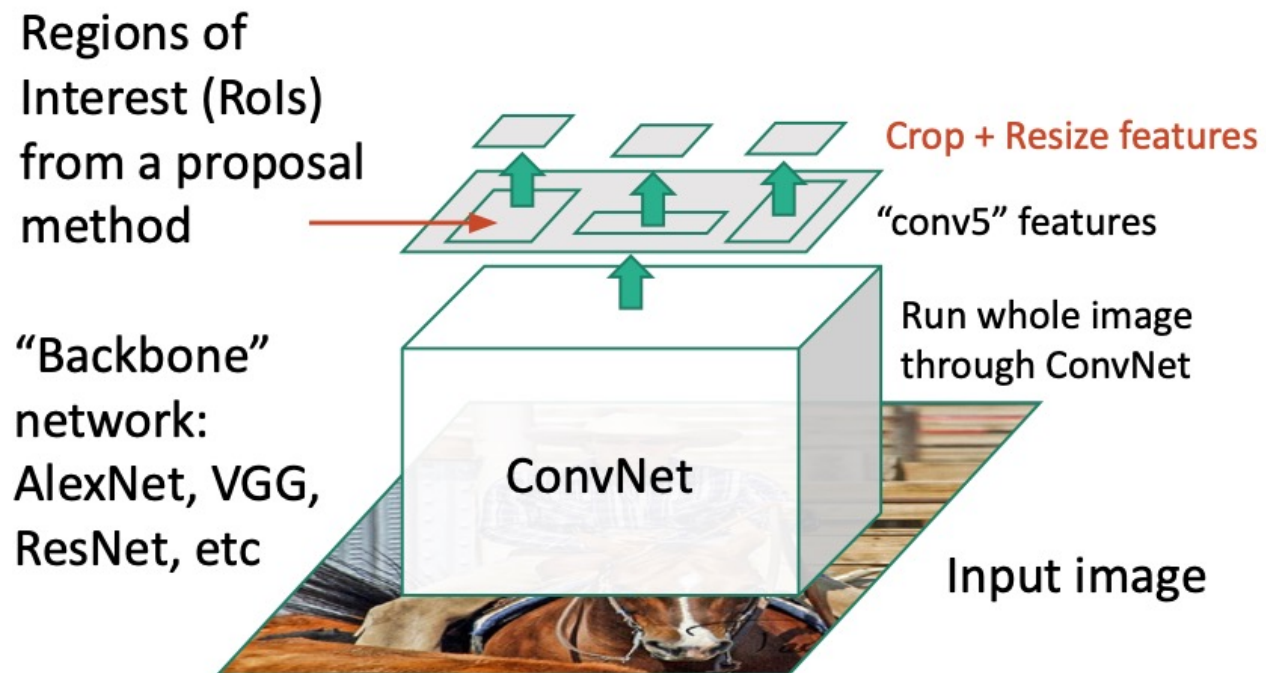 Regions of
Interest (RoIs)
from a proposal
method
Crop + Resize features
“conv5” features
Run whole image
through ConvNet
“Backbone”
network:
AlexNet, VGG,
ResNet, etc
ConvNet
Input image